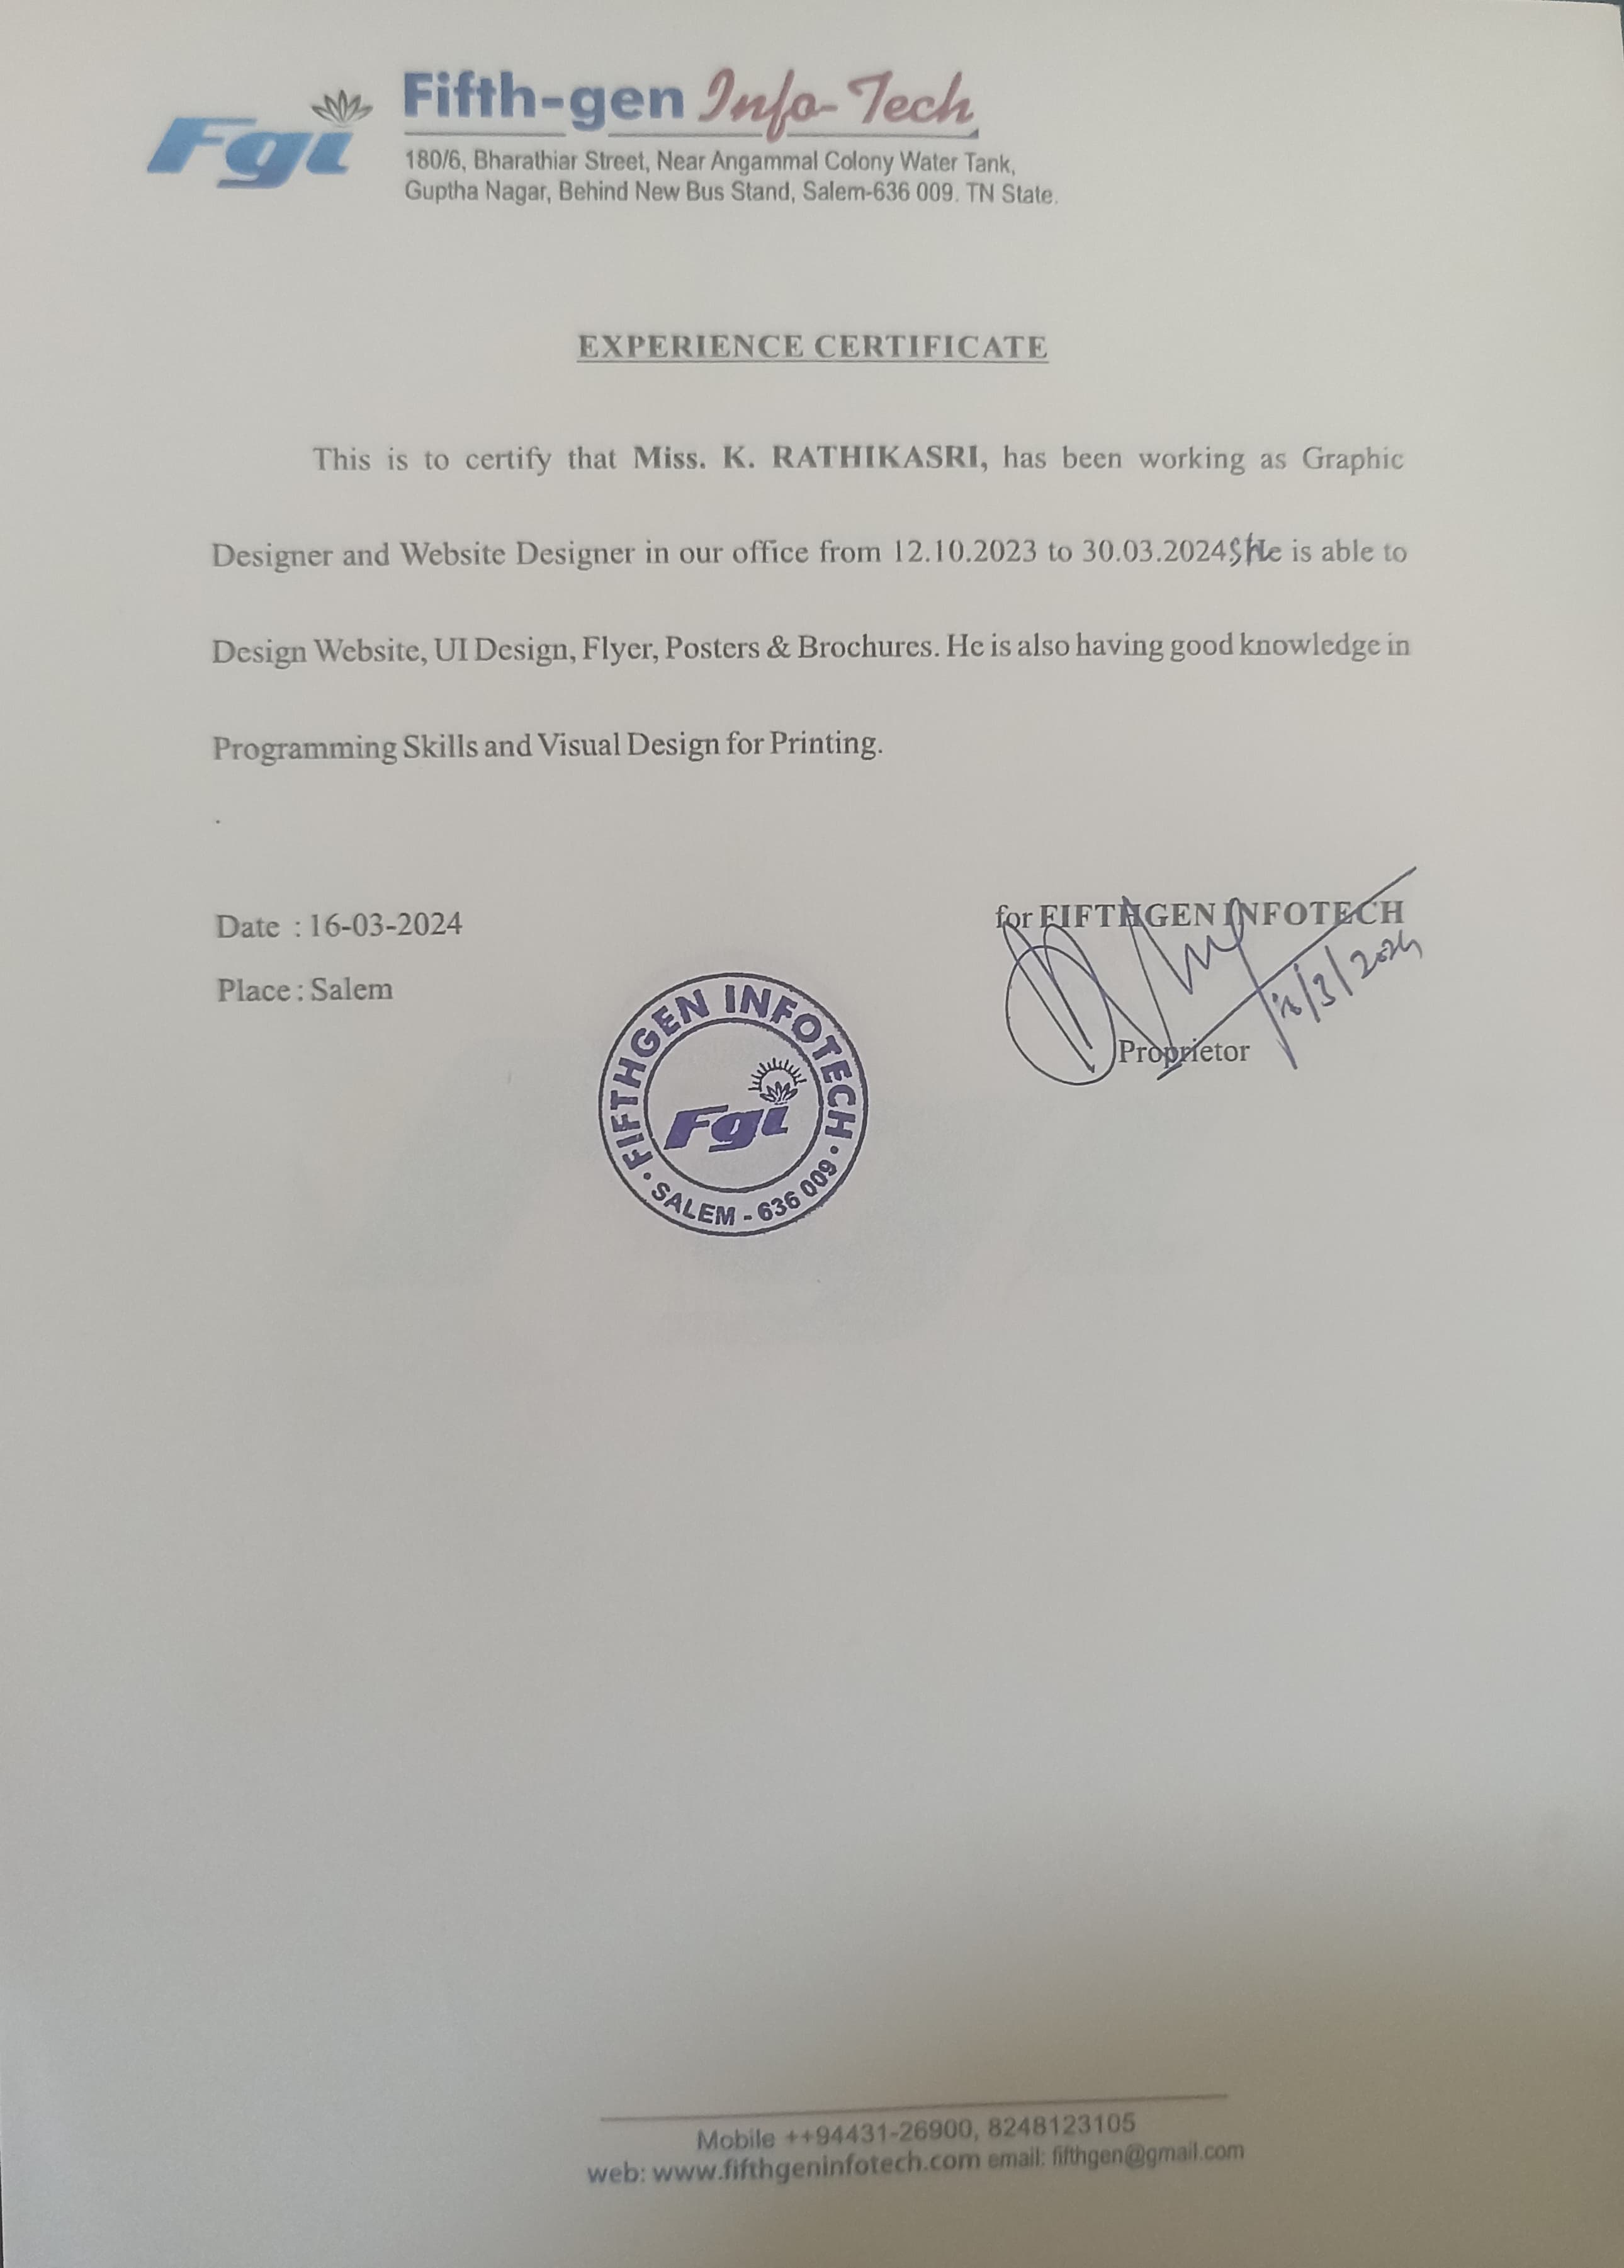 Fgi
Fifth-gen Info-Tech
180/6, Bharathiar Street, Near Angammal Colony Water Tank,
Guptha Nagar, Behind New Bus Stand, Salem-636 009. TN State.
EXPERIENCE CERTIFICATE
This is to certify that Miss. K. RATHIKASRI, has been working as Graphic
Designer and Website Designer in our office from 12.10.2023 to 30.03.2024 SHe is able to
Design Website, UI Design, Flyer, Posters & Brochures. He is also having good knowledge in
Programming Skills and Visual Design for Printing.
.
Date : 16-03-2024
Place : Salem
for FIFTHGEN INFOTECH
Proprietor
FIFTHGEN INFOTECH
Fgi
SALEM - 636 009
Mobile ++94431-26900, 8248123105
web: www.fifthgeninfotech.com email: fifthgen@gmail.com